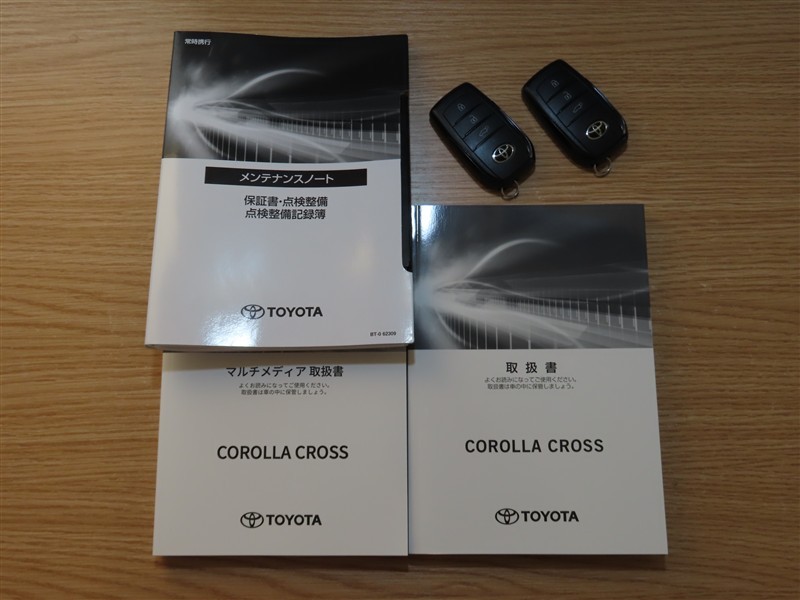 常時携行
メンテナンスノート
保証書・点検整備
点検整備記録簿
TOYOTA
BT-0 62309
マルチメディア 取扱書
よくお読みになってご使用ください。
取扱書は車の中に保管しましょう。
COROLLA CROSS
TOYOTA
取扱書
よくお読みになってご使用ください。
取扱書は車の中に保管しましょう。
COROLLA CROSS
TOYOTA